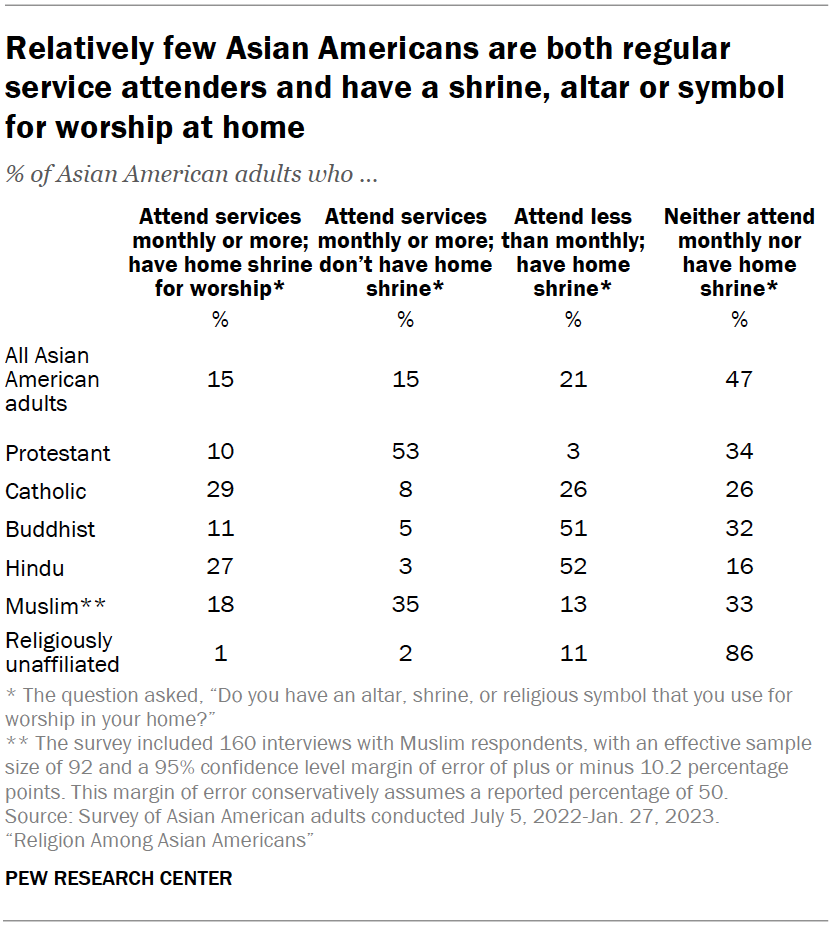 Relatively few Asian Americans are both regular
service attenders and have a shrine, altar or symbol
for worship at home
% of Asian American adults who ...
Attend services monthly or more; have home shrine for worship*
Attend services monthly or more; don’t have home shrine*
Attend less than monthly; have home shrine*
Neither attend monthly nor have home shrine*
% % % %
All Asian American adults 15 15 21 47
Protestant 10 53 3 34
Catholic 29 8 26 26
Buddhist 11 5 51 32
Hindu 27 3 52 16
Muslim** 18 35 13 33
Religiously unaffiliated 1 2 11 86
* The question asked, “Do you have an altar, shrine, or religious symbol that you use for
worship in your home?”
** The survey included 160 interviews with Muslim respondents, with an effective sample
size of 92 and a 95% confidence level margin of error of plus or minus 10.2 percentage
points. This margin of error conservatively assumes a reported percentage of 50.
Source: Survey of Asian American adults conducted July 5, 2022-Jan. 27, 2023.
“Religion Among Asian Americans”
PEW RESEARCH CENTER